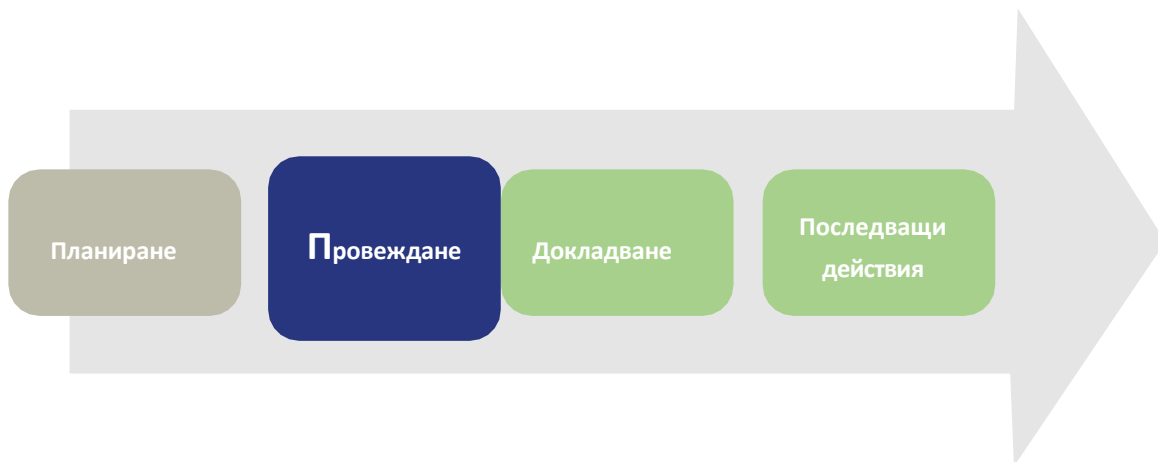 Планиране
Провеждане
Докладване
Последващи
действия